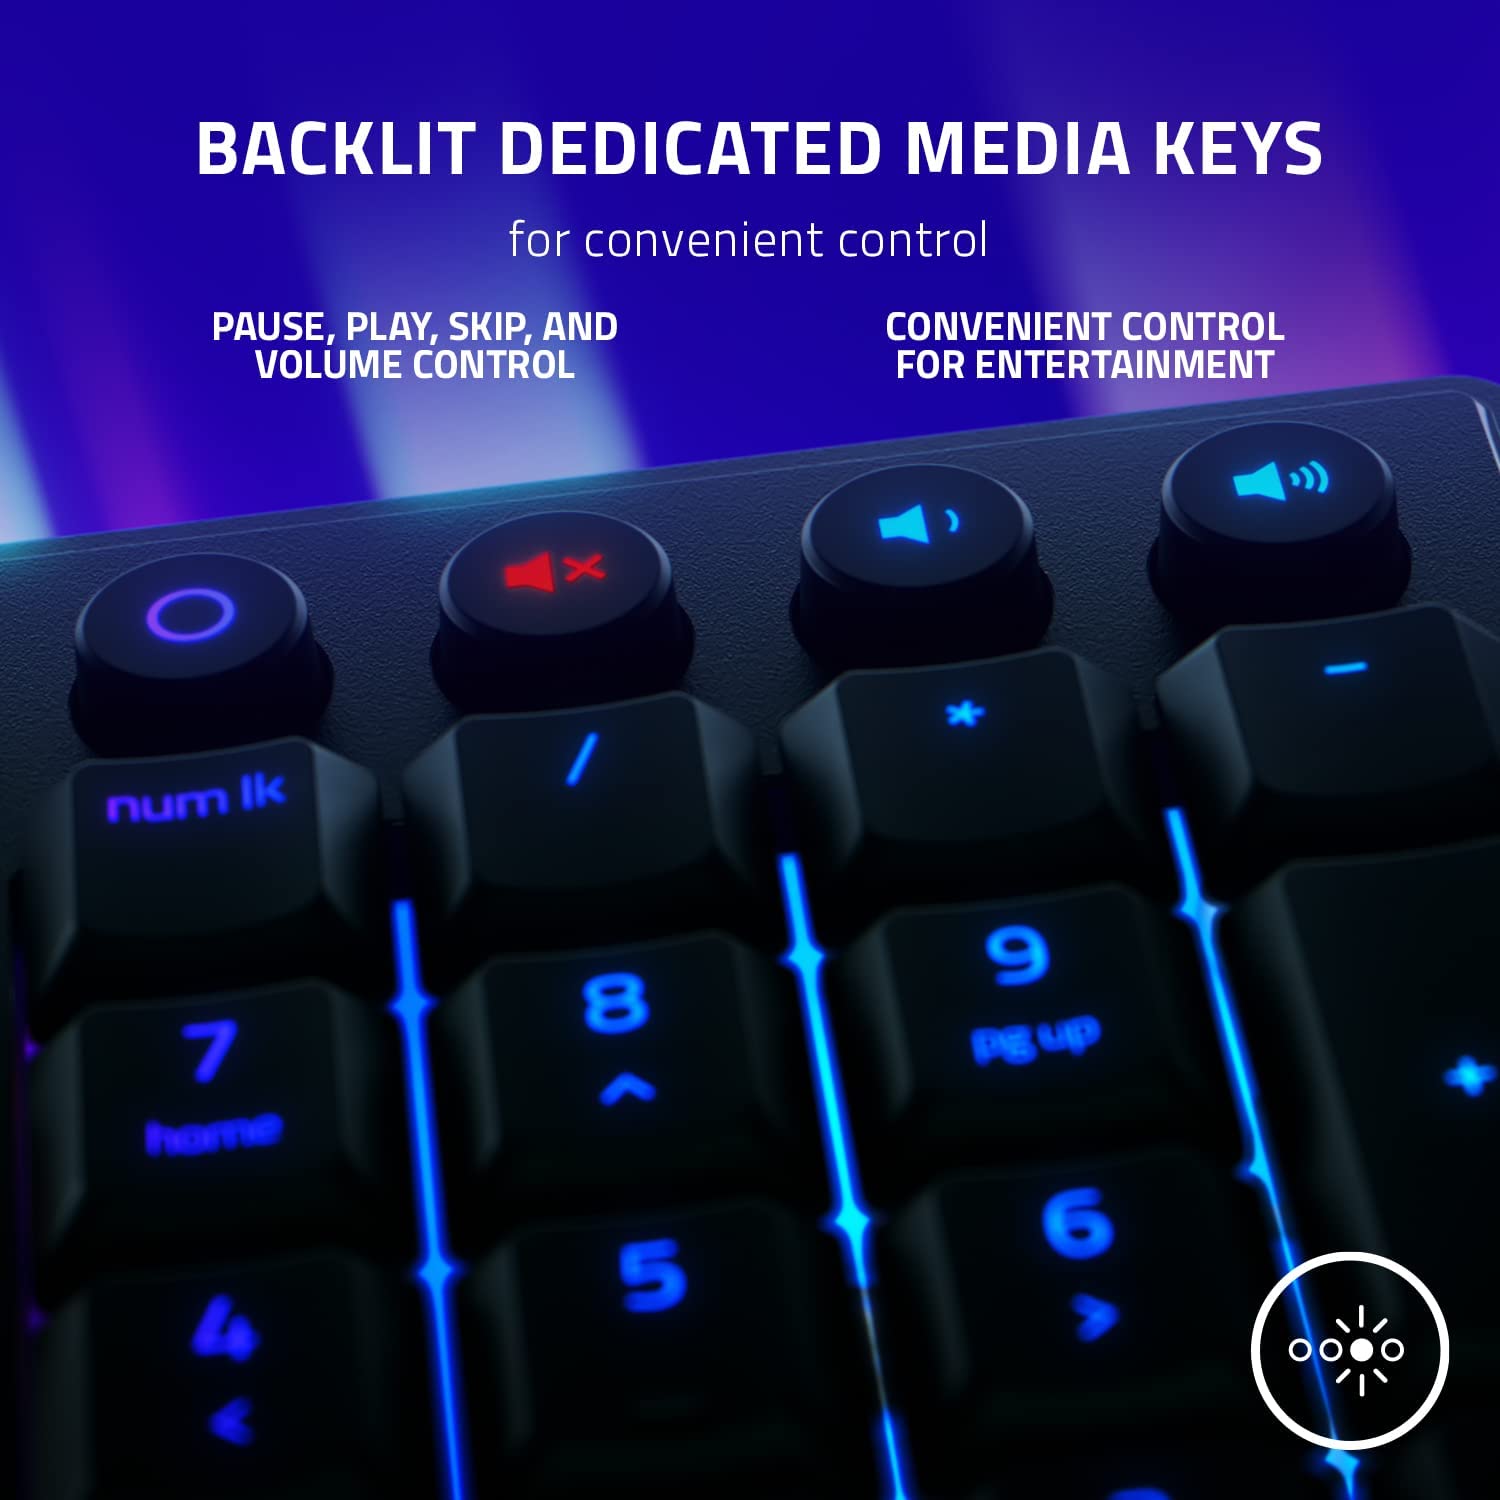 BACKLIT DEDICATED MEDIA KEYS
for convenient control
PAUSE, PLAY, SKIP, AND
VOLUME CONTROL
CONVENIENT CONTROL
FOR ENTERTAINMENT
num lk
/
*
-
7
home
8
9
pg up
+
4
5
6